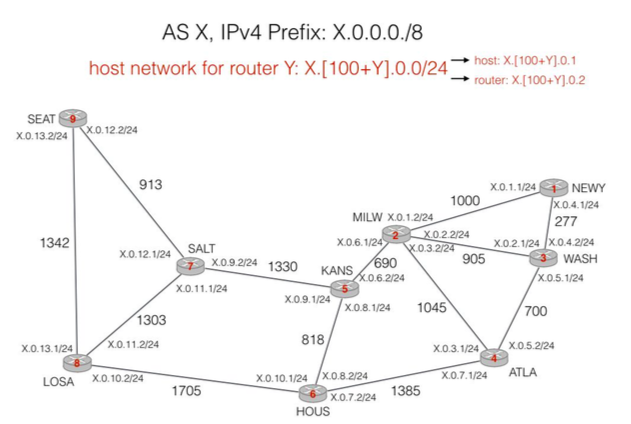 AS X, IPv4 Prefix: X.0.0.0./8
host network for router Y: X.[100+Y].0.0/24
host: X.[100+Y].0.1
router: X.[100+Y].0.2
SEAT
9
X.0.13.2/24
X.0.12.2/24
913
1342
X.0.1.1/24
1
NEWY
1000
X.0.4.1/24
MILW
X.0.1.2/24
277
2
X.0.2.2/24
X.0.6.1/24
X.0.3.2/24
X.0.2.1/24
X.0.4.2/24
SALT
X.0.12.1/24
X.0.9.2/24
905
3
WASH
7
1330
690
KANS
X.0.6.2/24
X.0.5.1/24
X.0.11.1/24
5
X.0.9.1/24
X.0.8.1/24
1045
700
1303
818
X.0.13.1/24
X.0.11.2/24
X.0.3.1/24
X.0.5.2/24
8
4
LOSA
X.0.10.2/24
X.0.10.1/24
X.0.8.2/24
X.0.7.1/24
ATLA
1705
6
X.0.7.2/24
1385
HOUS